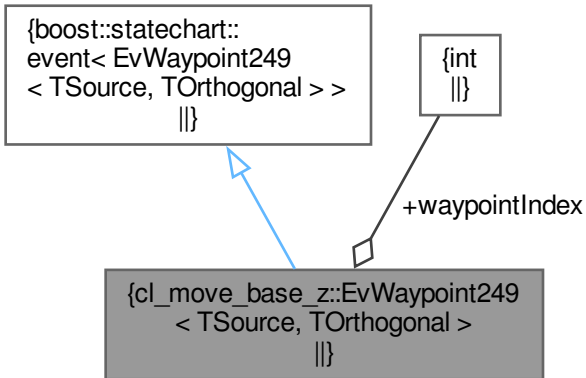 {boost::statechart::
event< EvWaypoint249
< TSource, TOrthogonal > >
||}
{int
||}
+waypointIndex
{cl_move_base_z::EvWaypoint249
< TSource, TOrthogonal >
||}